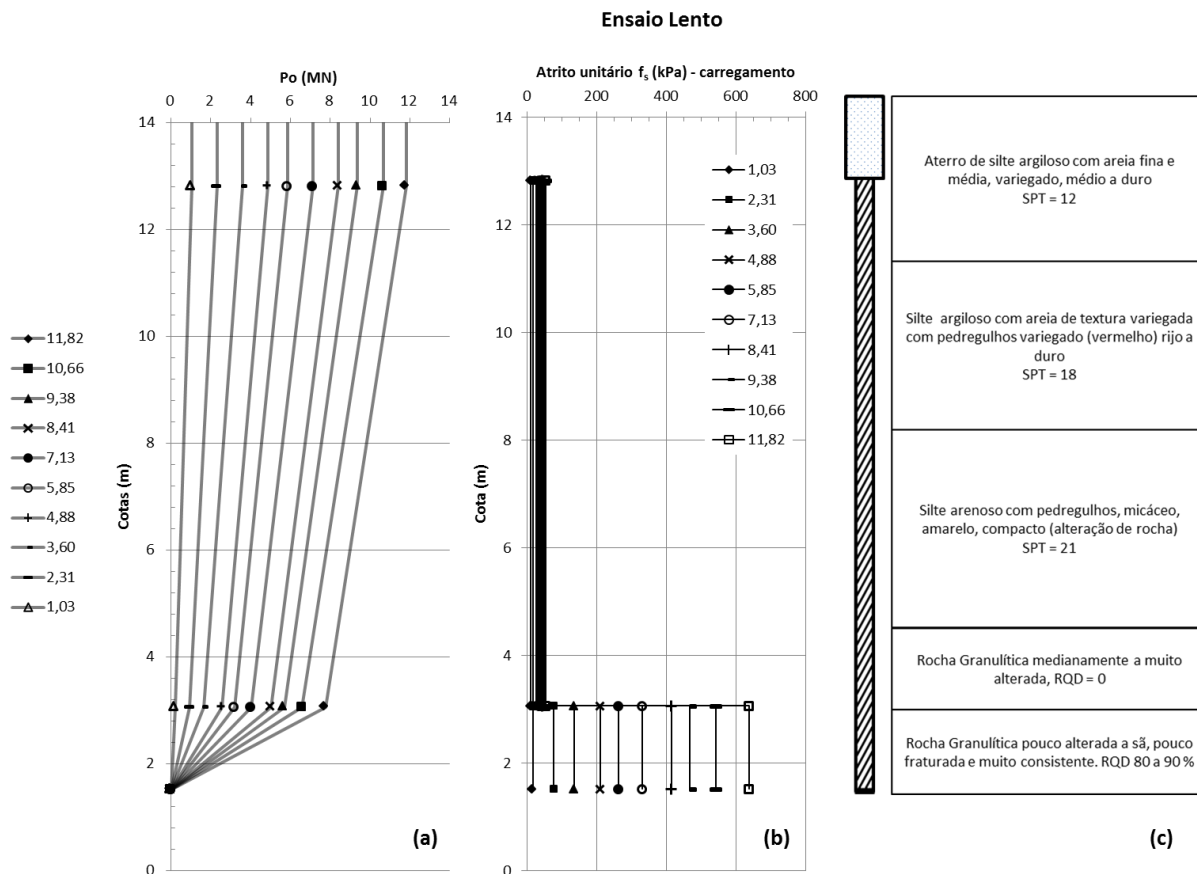 Ensaio Lento
Po (MN)
0 2 4 6 8 10 12 14
14
12
10
8
6
4
2
0
Cotas (m)
11,82
10,66
9,38
8,41
7,13
5,85
4,88
3,60
2,31
1,03
(a)
Atrito unitário fs (kPa) - carregamento
0 200 400 600 800
14
12
10
8
6
4
2
0
Cota (m)
1,03
2,31
3,60
4,88
5,85
7,13
8,41
9,38
10,66
11,82
(b)
Aterro de silte argiloso com areia fina e
média, variegado, médio a duro
SPT = 12
Silte argiloso com areia de textura variegada
com pedregulhos variegado (vermelho) rijo a
duro
SPT = 18
Silte arenoso com pedregulhos, micáceo,
amarelo, compacto (alteração de rocha)
SPT = 21
Rocha Granulítica medianamente a muito
alterada, RQD = 0
Rocha Granulítica pouco alterada a sã, pouco
fraturada e muito consistente. RQD 80 a 90 %
(c)